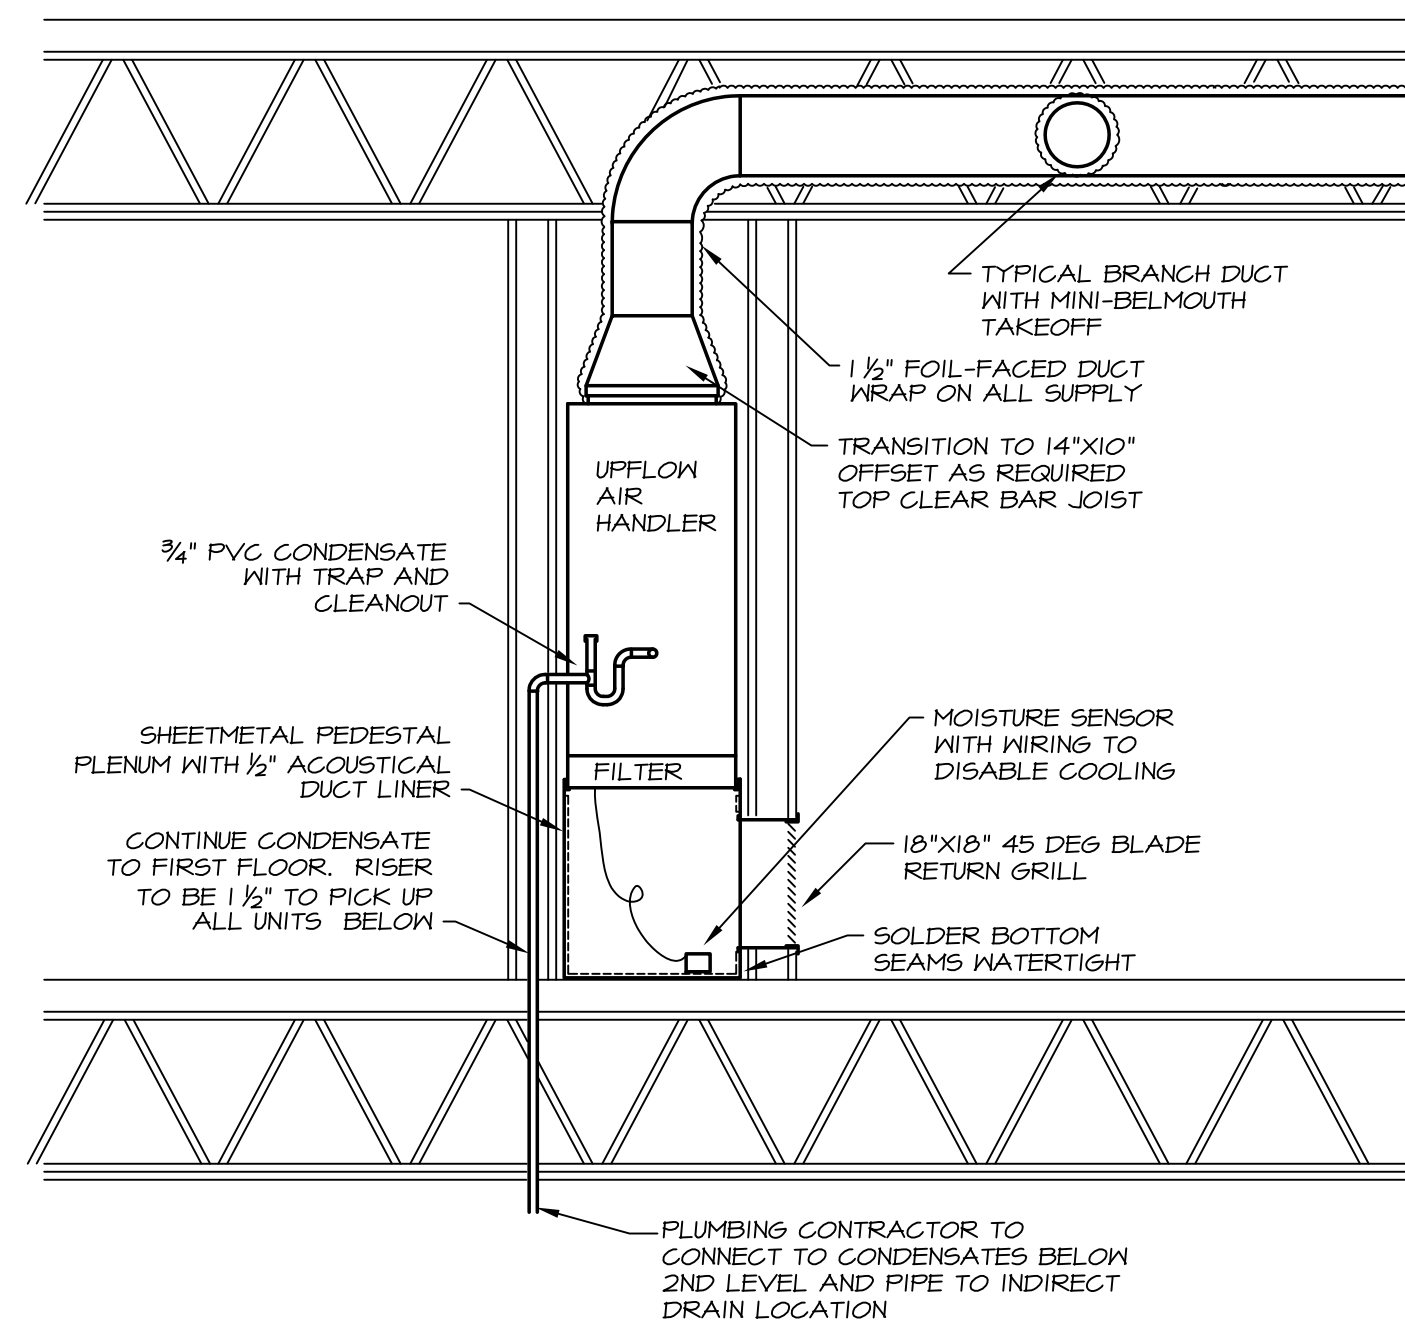 TYPICAL BRANCH DUCT
WITH MINI-BELMOUTH
TAKEOFF
1 ½" FOIL-FACED DUCT
WRAP ON ALL SUPPLY
TRANSITION TO 14"X10"
OFFSET AS REQUIRED
TOP CLEAR BAR JOIST
UPFLOW
AIR
HANDLER
¾" PVC CONDENSATE
WITH TRAP AND
CLEANOUT
SHEETMETAL PEDESTAL
PLENUM WITH ½" ACOUSTICAL
DUCT LINER
FILTER
MOISTURE SENSOR
WITH WIRING TO
DISABLE COOLING
CONTINUE CONDENSATE
TO FIRST FLOOR. RISER
TO BE 1 ½" TO PICK UP
ALL UNITS BELOW
18"X18" 45 DEG BLADE
RETURN GRILL
SOLDER BOTTOM
SEAMS WATERTIGHT
PLUMBING CONTRACTOR TO
CONNECT TO CONDENSATES BELOW
2ND LEVEL AND PIPE TO INDIRECT
DRAIN LOCATION